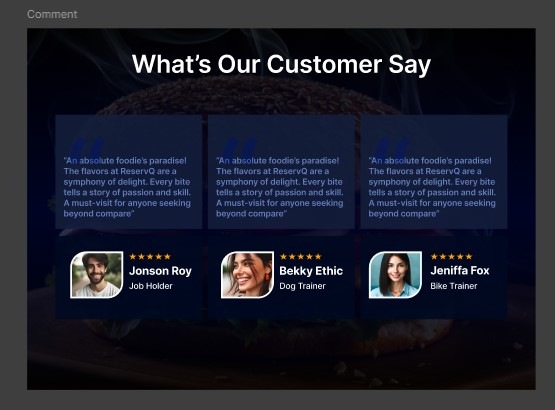 Comment
What's Our Customer Say
"An absolute foodie's paradise!
The flavors at ReservQ are a
symphony of delight. Every bite
tells a story of passion and skill.
A must-visit for anyone seeking
beyond compare"
"An absolute foodie's paradise!
The flavors at ReservQ are a
symphony of delight. Every bite
tells a story of passion and skill.
A must-visit for anyone seeking
beyond compare"
"An absolute foodie's paradise!
The flavors at ReservQ are a
symphony of delight. Every bite
tells a story of passion and skill.
A must-visit for anyone seeking
beyond compare"
Jonson Roy
Job Holder
Bekky Ethic
Dog Trainer
Jeniffa Fox
Bike Trainer